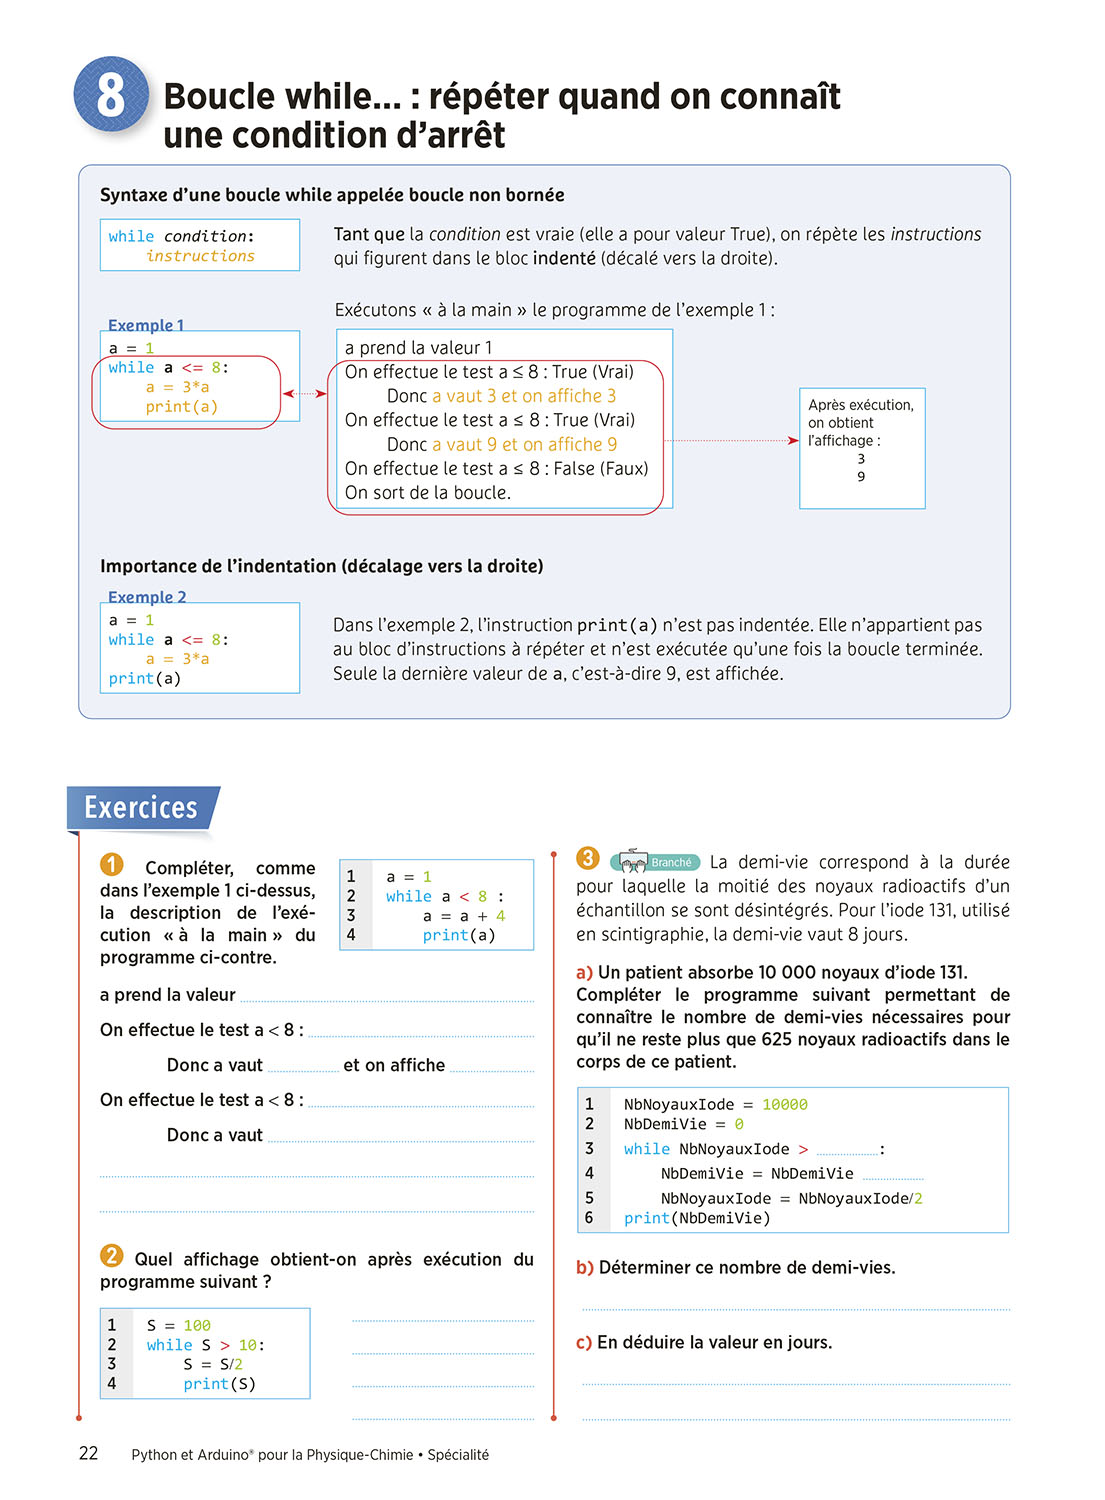 8
Boucle while... : répéter quand on connaît
une condition d'arrêt
Syntaxe d'une boucle while appelée boucle non bornée
while condition:
instructions
Tant que la condition est vraie (elle a pour valeur True), on répète les instructions
qui figurent dans le bloc indenté (décalé vers la droite).
Exécutons « à la main » le programme de l'exemple 1 :
Exemple 1
a = 1
while a <= 8:
a = 3*a
print(a)
a prend la valeur 1
On effectue le test a ≤ 8 : True (Vrai)
Donc a vaut 3 et on affiche 3
On effectue le test a ≤ 8 : True (Vrai)
Donc a vaut 9 et on affiche 9
On effectue le test a ≤ 8 : False (Faux)
On sort de la boucle.
Après exécution,
on obtient
l'affichage :
3
9
Importance de l'indentation (décalage vers la droite)
Exemple 2
a = 1
while a <= 8:
a = 3*a
print(a)
Dans l'exemple 2, l'instruction print(a) n'est pas indentée. Elle n'appartient pas
au bloc d'instructions à répéter et n'est exécutée qu'une fois la boucle terminée.
Seule la dernière valeur de a, c'est-à-dire 9, est affichée.
Exercices
1 Compléter, comme
dans l'exemple 1 ci-dessus,
la description de l'exé-
cution « à la main » du
programme ci-contre.
1 a = 1
2 while a < 8 :
3 a = a + 4
4 print(a)
a prend la valeur
On effectue le test a < 8 :
Donc a vaut et on affiche
On effectue le test a < 8 :
Donc a vaut
2 Quel affichage obtient-on après exécution du
programme suivant ?
1 S = 100
2 while S > 10:
3 S = S/2
4 print(S)
3 Branché La demi-vie correspond à la durée
pour laquelle la moitié des noyaux radioactifs d'un
échantillon se sont désintégrés. Pour l'iode 131, utilisé
en scintigraphie, la demi-vie vaut 8 jours.
a) Un patient absorbe 10 000 noyaux d'iode 131.
Compléter le programme suivant permettant de
connaître le nombre de demi-vies nécessaires pour
qu'il ne reste plus que 625 noyaux radioactifs dans le
corps de ce patient.
1 NbNoyauxIode = 10000
2 NbDemiVie = 0
3 while NbNoyauxIode > :
4 NbDemiVie = NbDemiVie
5 NbNoyauxIode = NbNoyauxIode/2
6 print(NbDemiVie)
b) Déterminer ce nombre de demi-vies.
c) En déduire la valeur en jours.
22 Python et Arduino® pour la Physique-Chimie • Spécialité